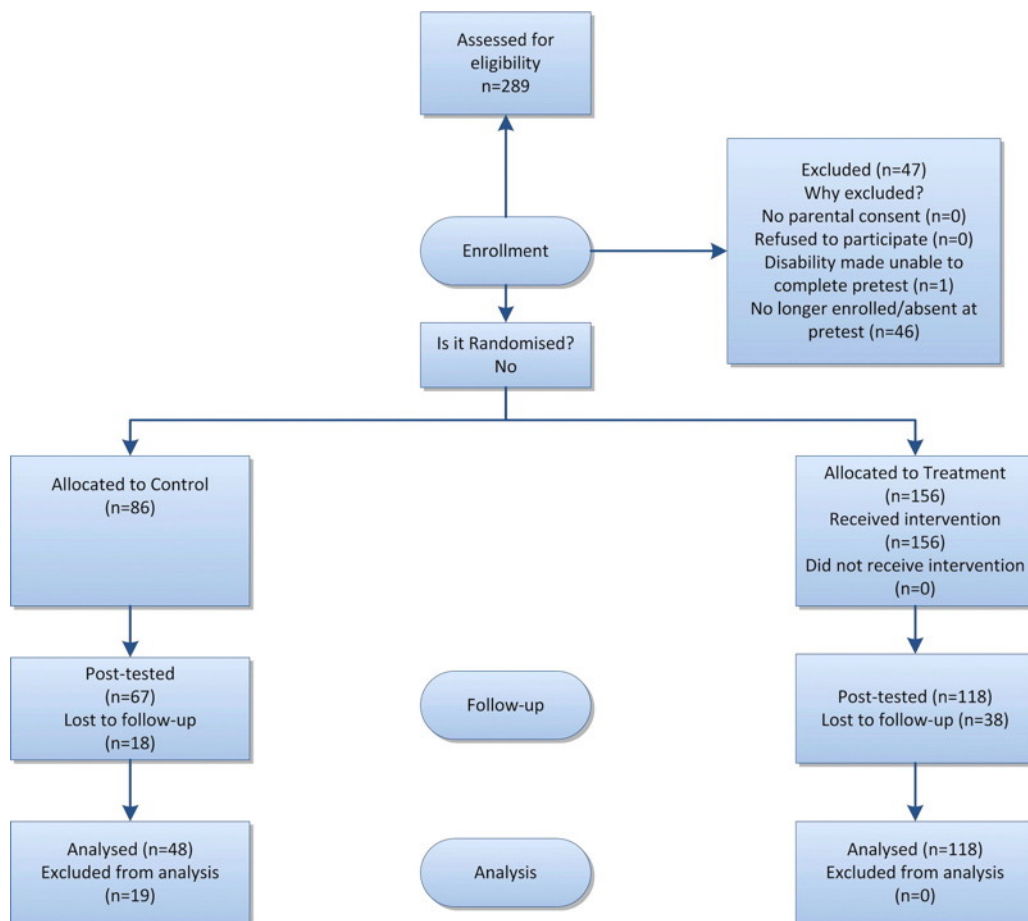 Assessed for
eligibility
n=289
Excluded (n=47)
Why excluded?
No parental consent (n=0)
Refused to participate (n=0)
Disability made unable to
complete pretest (n=1)
No longer enrolled/absent at
pretest (n=46)
Enrollment
Is it Randomised?
No
Allocated to Control
(n=86)
Allocated to Treatment
(n=156)
Received intervention
(n=156)
Did not receive intervention
(n=0)
Post-tested
(n=67)
Lost to follow-up
(n=18)
Follow-up
Post-tested (n=118)
Lost to follow-up (n=38)
Analysed (n=48)
Excluded from analysis
(n=19)
Analysis
Analysed (n=118)
Excluded from analysis
(n=0)